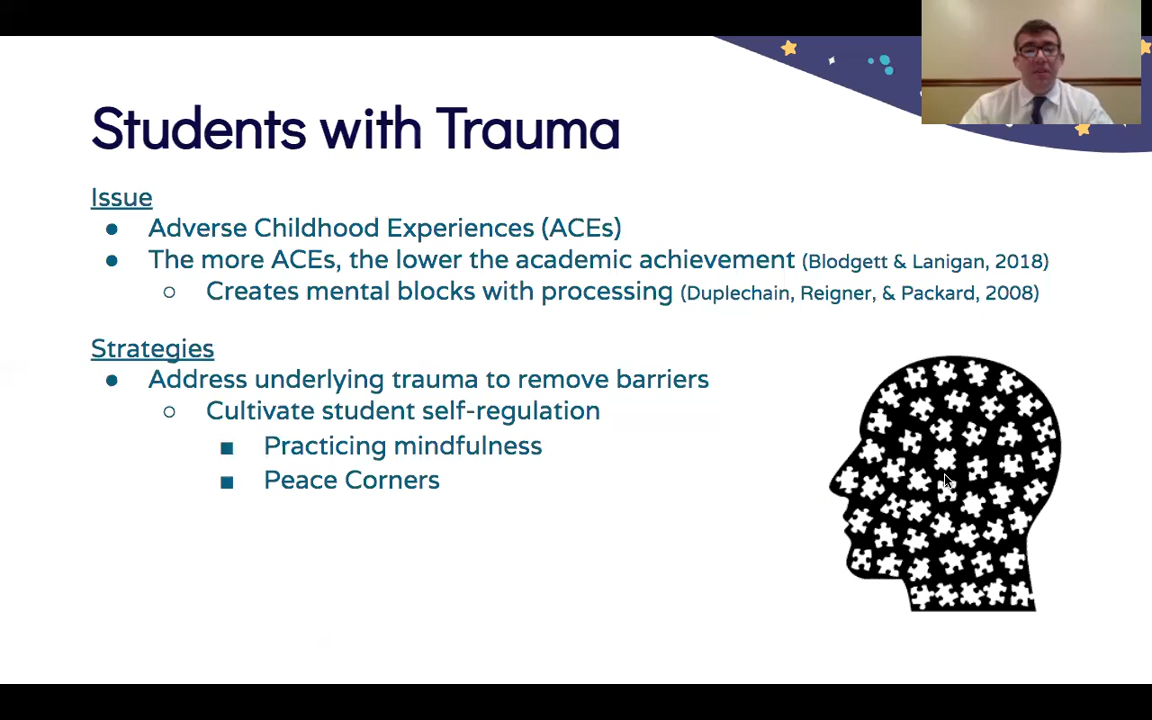 Students with Trauma
Issue
● Adverse Childhood Experiences (ACEs)
● The more ACEs, the lower the academic achievement (Blodgett & Lanigan, 2018)
○ Creates mental blocks with processing (Duplechain, Reigner, & Packard, 2008)
Strategies
● Address underlying trauma to remove barriers
○ Cultivate student self-regulation
■ Practicing mindfulness
■ Peace Corners